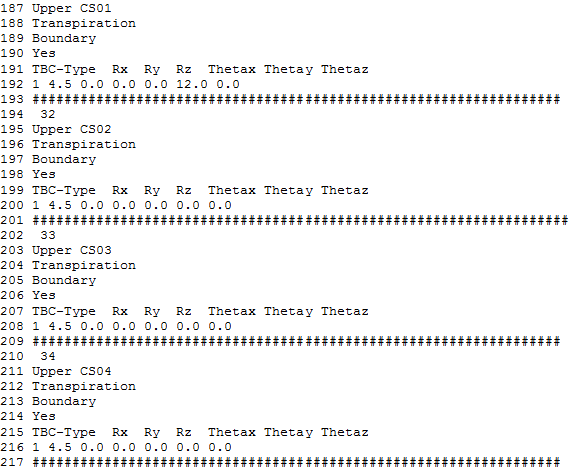 187 Upper CS01
188 Transpiration
189 Boundary
190 Yes
191 TBC-Type  Rx  Ry  Rz  Thetax Thetay Thetaz
192 1 4.5 0.0 0.0 0.0 12.0 0.0
193 ##################################################################
194  32
195 Upper CS02
196 Transpiration
197 Boundary
198 Yes
199 TBC-Type  Rx  Ry  Rz  Thetax Thetay Thetaz
200 1 4.5 0.0 0.0 0.0 0.0 0.0
201 ###################################################################
202  33
203 Upper CS03
204 Transpiration
205 Boundary
206 Yes
207 TBC-Type  Rx  Ry  Rz  Thetax Thetay Thetaz
208 1 4.5 0.0 0.0 0.0 0.0 0.0
209 ##################################################################
210  34
211 Upper CS04
212 Transpiration
213 Boundary
214 Yes
215 TBC-Type  Rx  Ry  Rz  Thetax Thetay Thetaz
216 1 4.5 0.0 0.0 0.0 0.0 0.0
217 ##################################################################